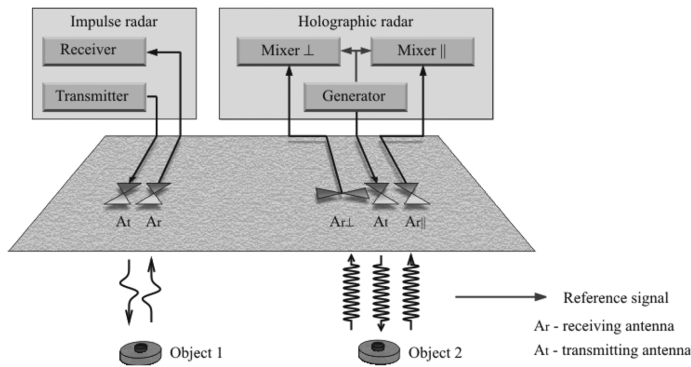 Impulse radar
Holographic radar
Receiver
Mixer ⊥
Mixer ||
Transmitter
Generator
At
Ar
Ar⊥
At
Ar||
Reference signal
Ar - receiving antenna
At - transmitting antenna
Object 1
Object 2